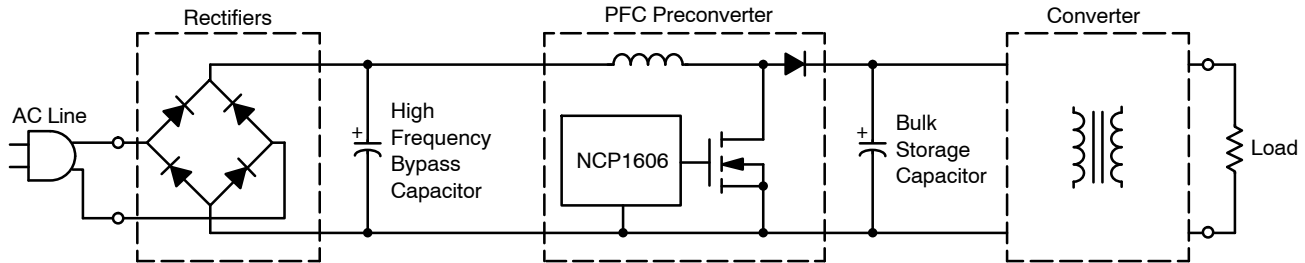 Rectifiers
PFC Preconverter
Converter
AC Line
+
High
Frequency
Bypass
Capacitor
NCP1606
+
Bulk
Storage
Capacitor
Load